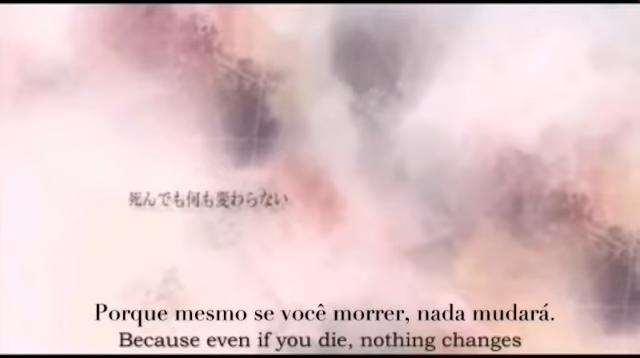 死んでも何も変わらない
Porque mesmo se você morrer, nada mudará.
Because even if you die, nothing changes